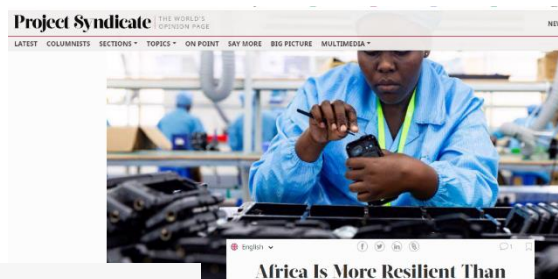 Project Syndicate
THE WORLD'S
OPINION PAGE
LATEST COLUMNISTS SECTIONS TOPICS ON POINT SAY MORE BIG PICTURE MULTIMEDIA
English
1
Africa Is More Resilient Than